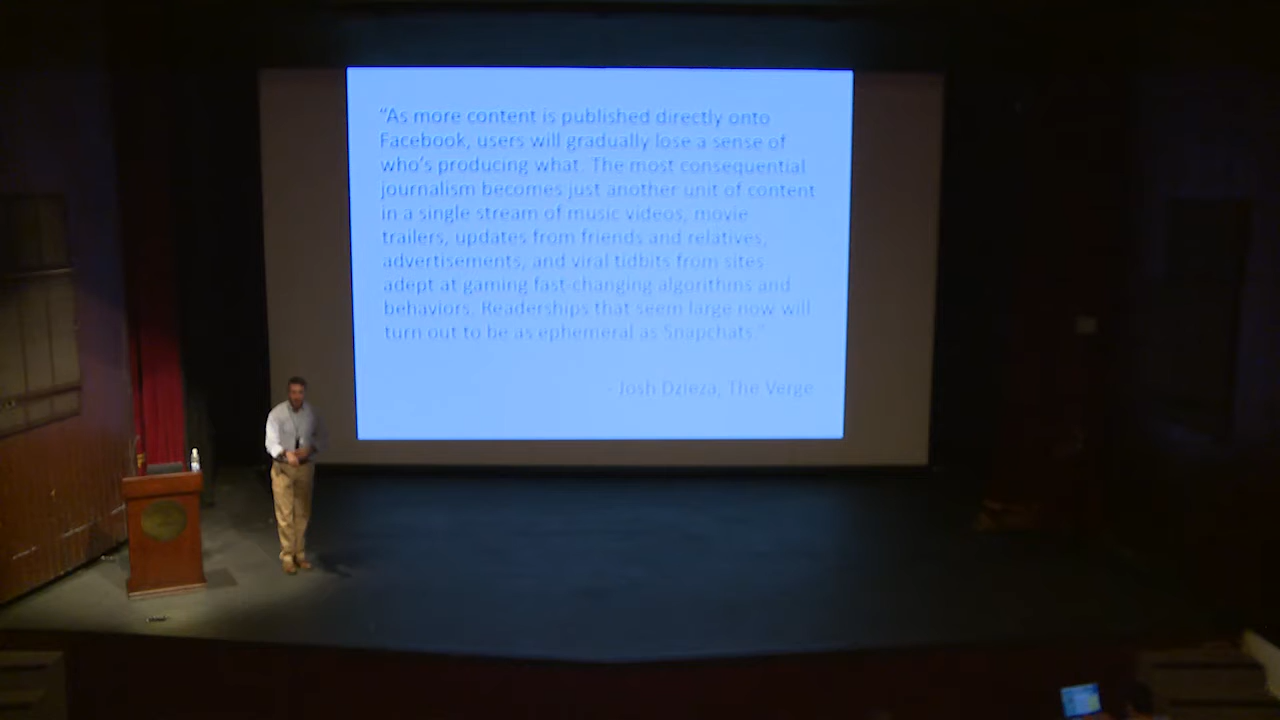 "As more content is published directly onto
Facebook, users will gradually lose a sense of
who's producing what. The most consequential
journalism becomes just another unit of content
in a single stream of music videos, movie
trailers, updates from friends and relatives,
advertisements, and viral tidbits from sites
adept at gaming fast-changing algorithms and
behaviors. Readerships that seem large now will
turn out to be as ephemeral as Snapchats."
- Josh Dzieza, The Verge